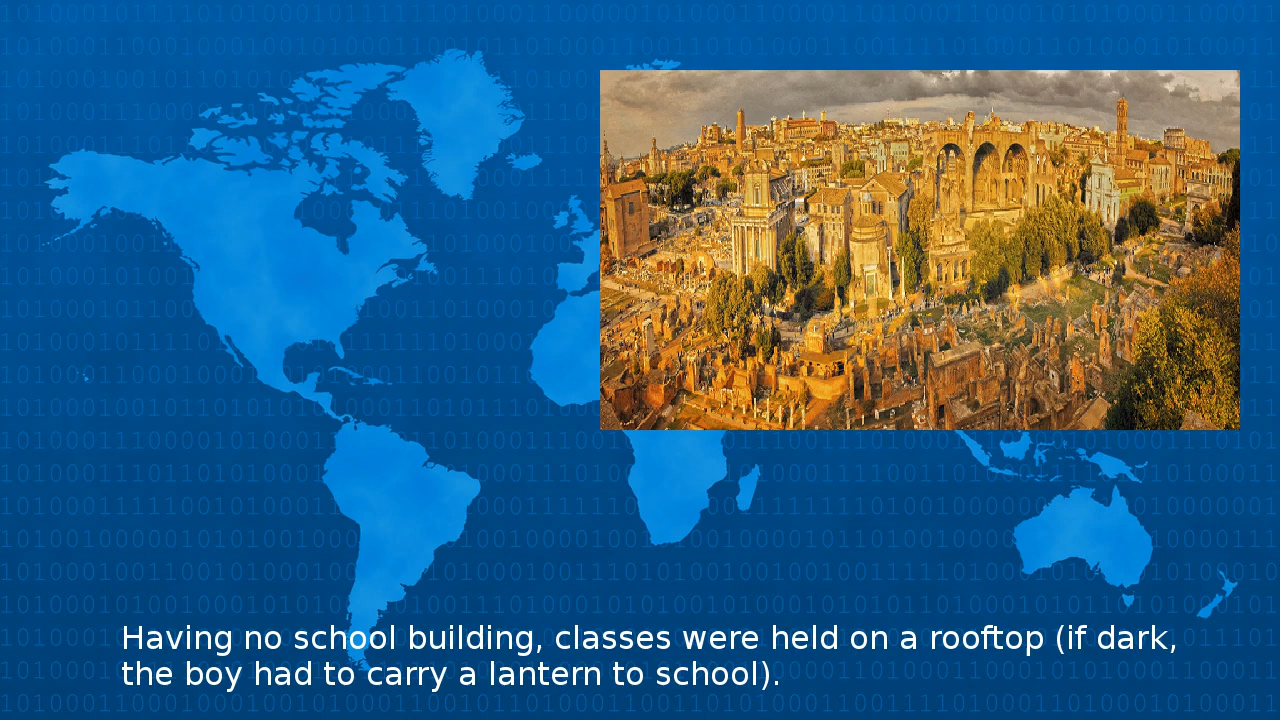 Having no school building, classes were held on a rooftop (if dark,
the boy had to carry a lantern to school).